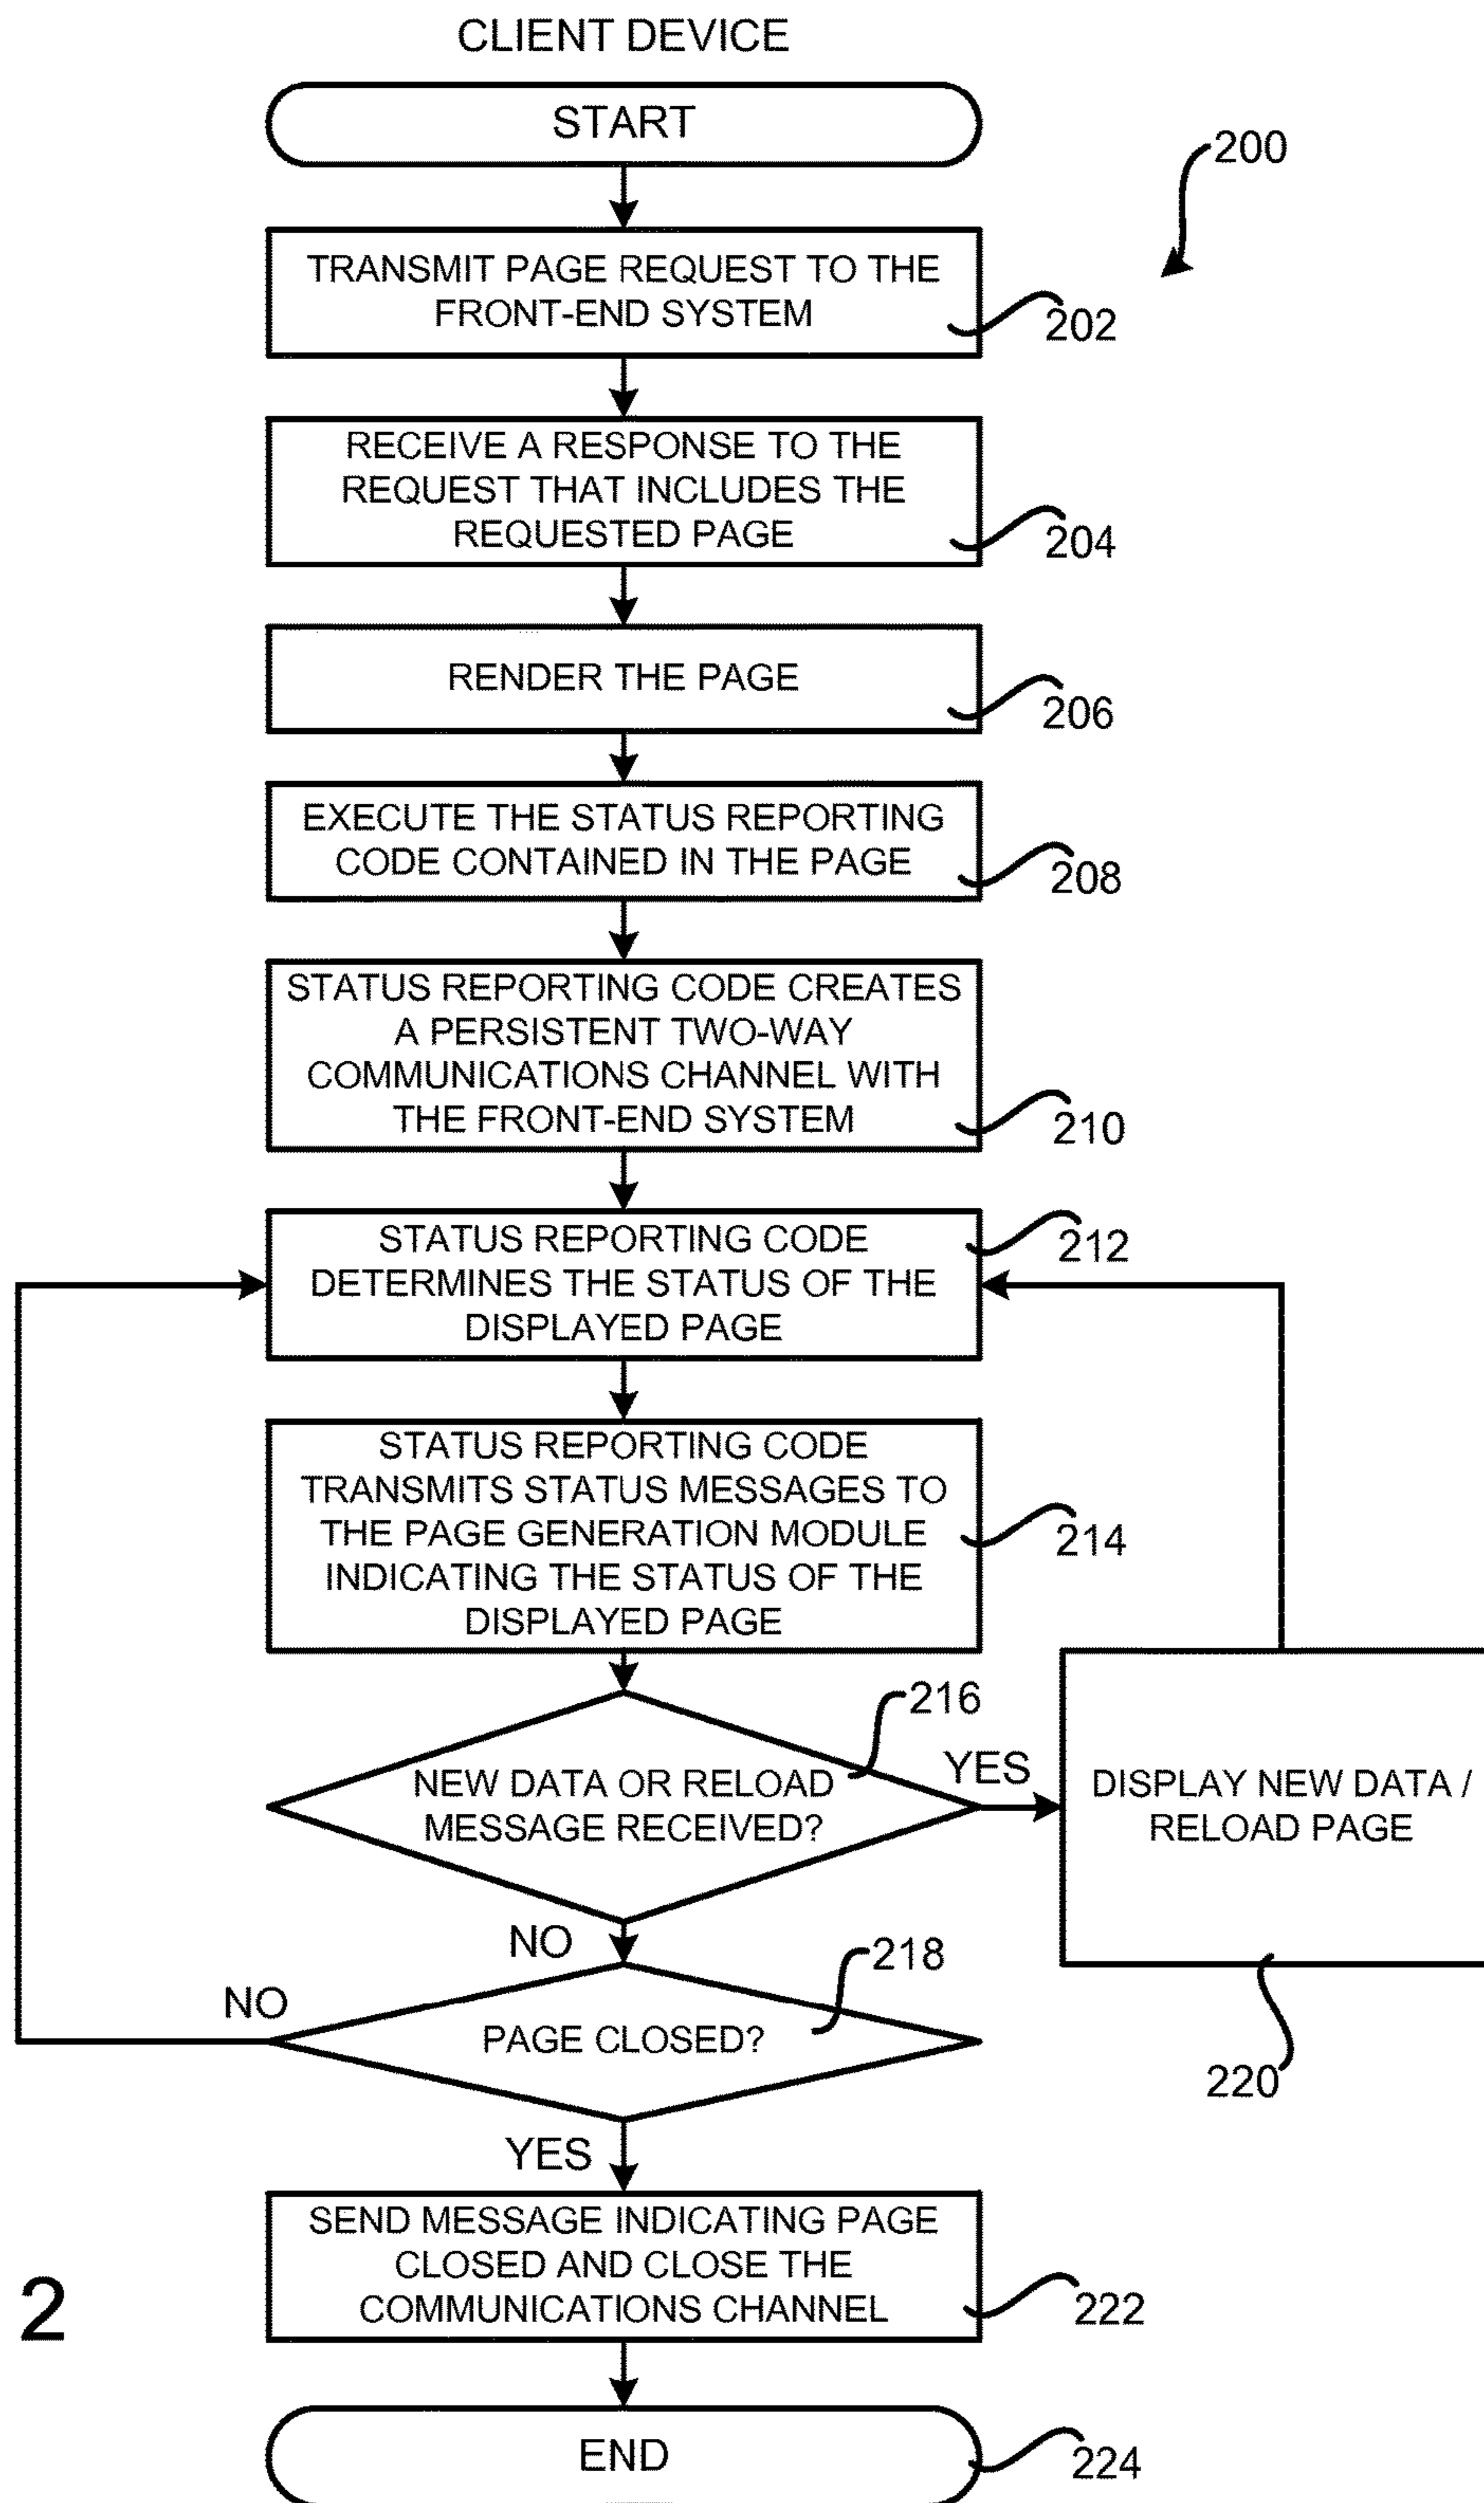 CLIENT DEVICE
START
200
TRANSMIT PAGE REQUEST TO THE
FRONT-END SYSTEM
202
RECEIVE A RESPONSE TO THE
REQUEST THAT INCLUDES THE
REQUESTED PAGE
204
RENDER THE PAGE
206
EXECUTE THE STATUS REPORTING
CODE CONTAINED IN THE PAGE
208
STATUS REPORTING CODE CREATES
A PERSISTENT TWO-WAY
COMMUNICATIONS CHANNEL WITH
THE FRONT-END SYSTEM
210
STATUS REPORTING CODE
DETERMINES THE STATUS OF THE
DISPLAYED PAGE
212
STATUS REPORTING CODE
TRANSMITS STATUS MESSAGES TO
THE PAGE GENERATION MODULE
INDICATING THE STATUS OF THE
DISPLAYED PAGE
214
216
NEW DATA OR RELOAD
MESSAGE RECEIVED?
YES
DISPLAY NEW DATA /
RELOAD PAGE
220
NO
218
NO
PAGE CLOSED?
YES
SEND MESSAGE INDICATING PAGE
CLOSED AND CLOSE THE
COMMUNICATIONS CHANNEL
222
2
END
224